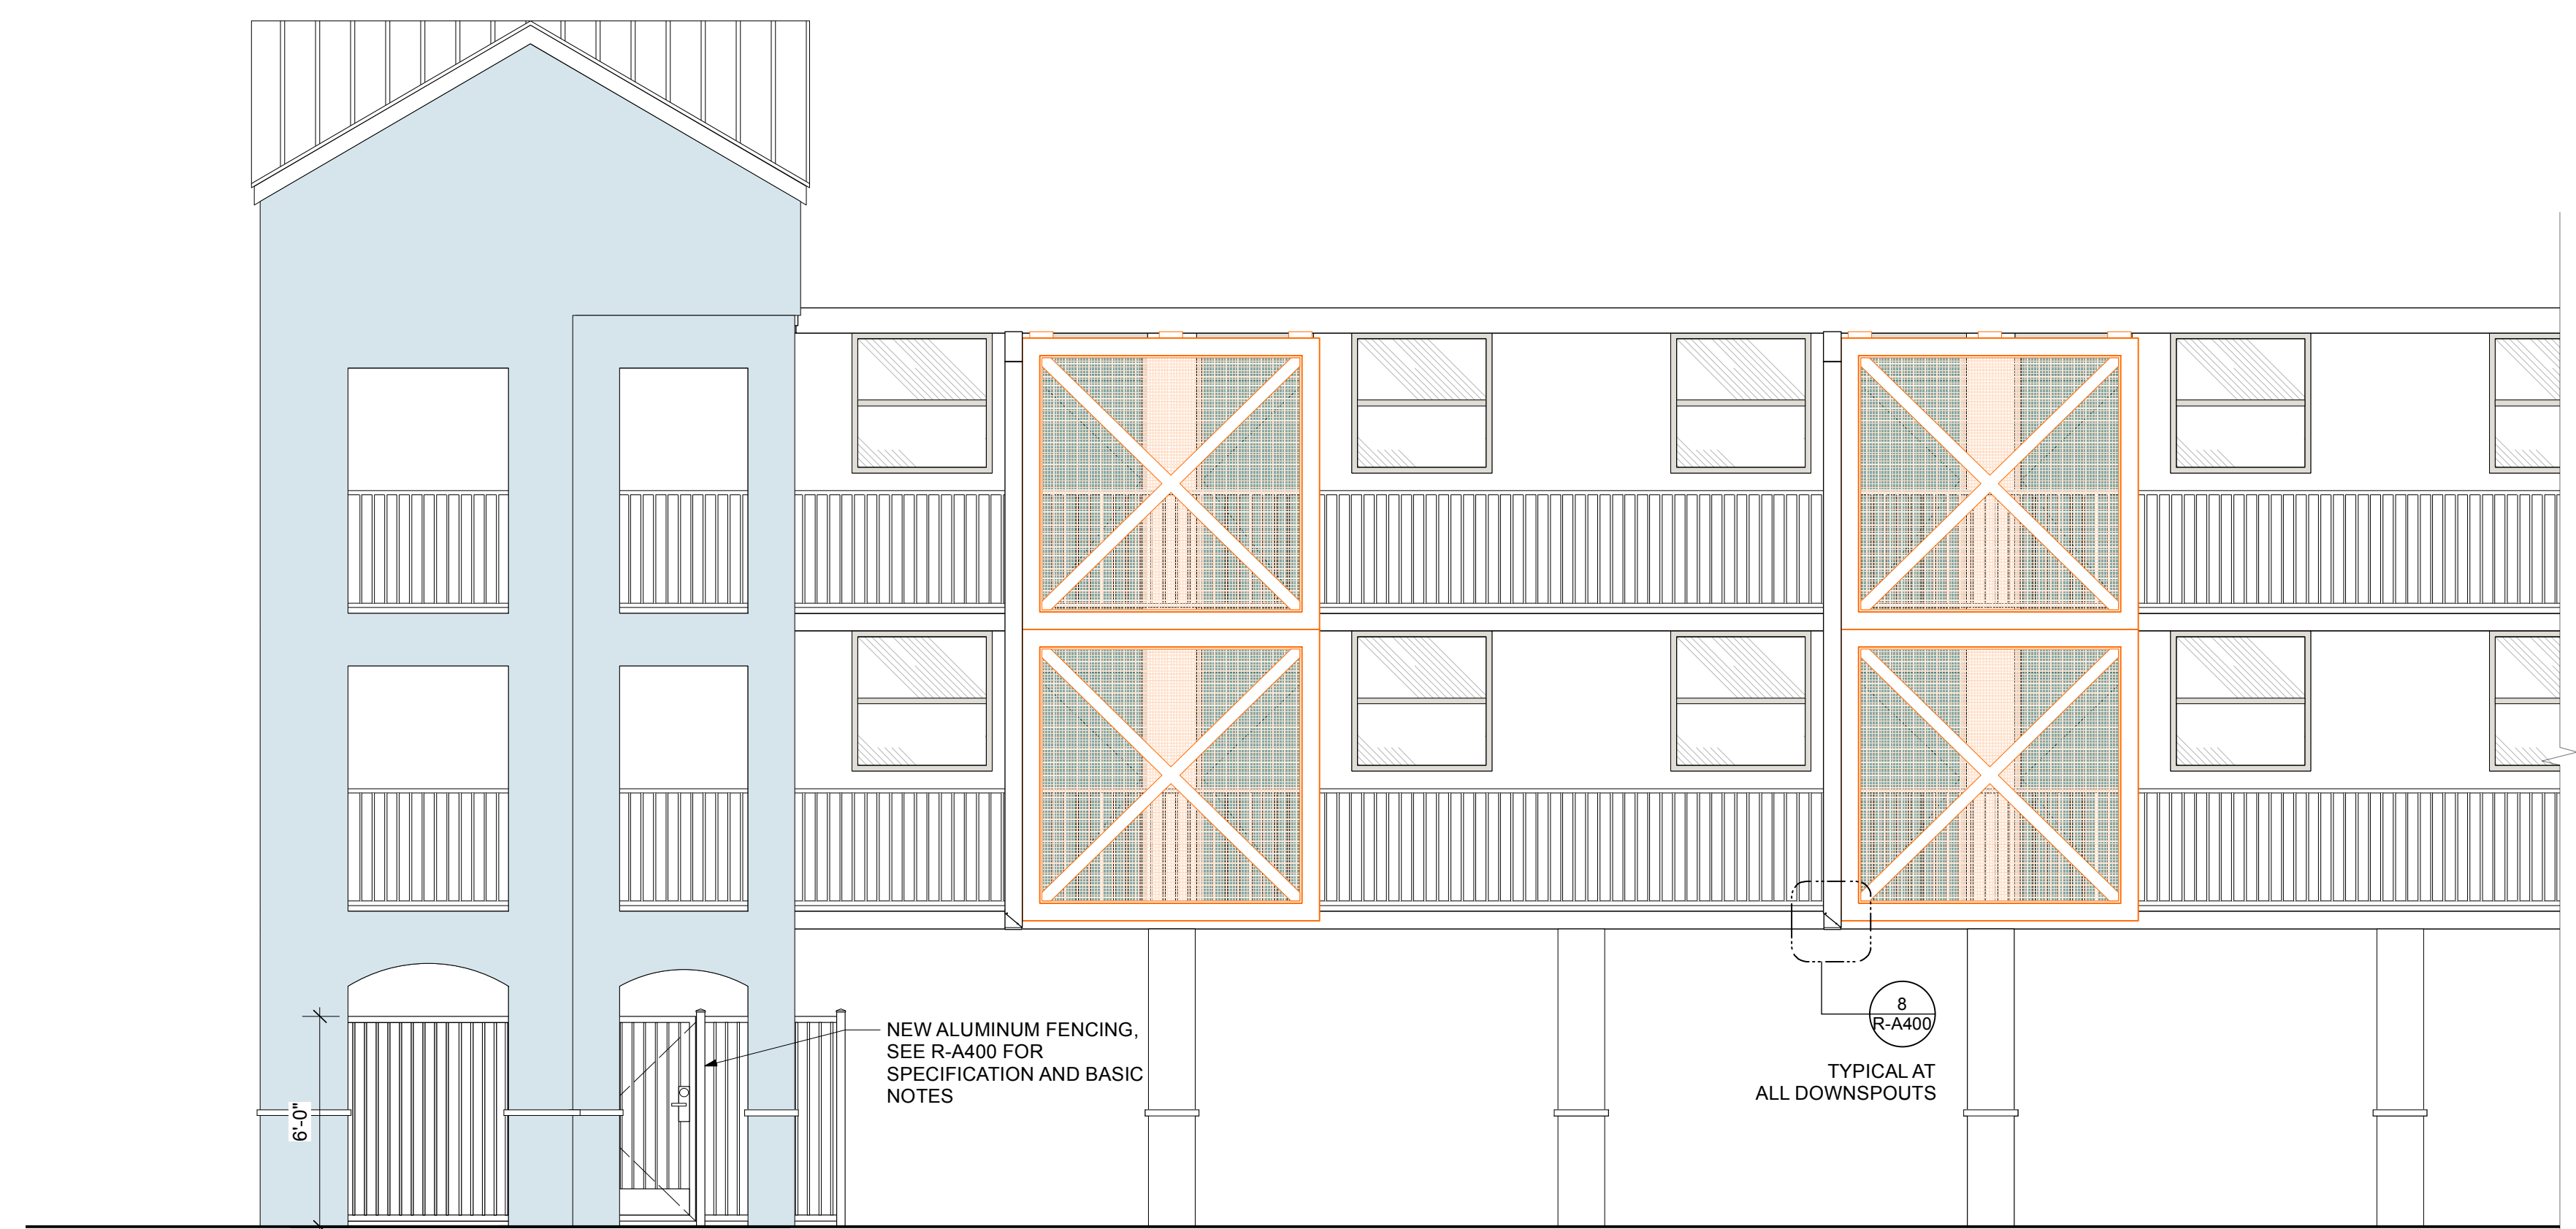 6'-0"
NEW ALUMINUM FENCING,
SEE R-A400 FOR
SPECIFICATION AND BASIC
NOTES
8
R-A400
TYPICAL AT
ALL DOWNSPOUTS